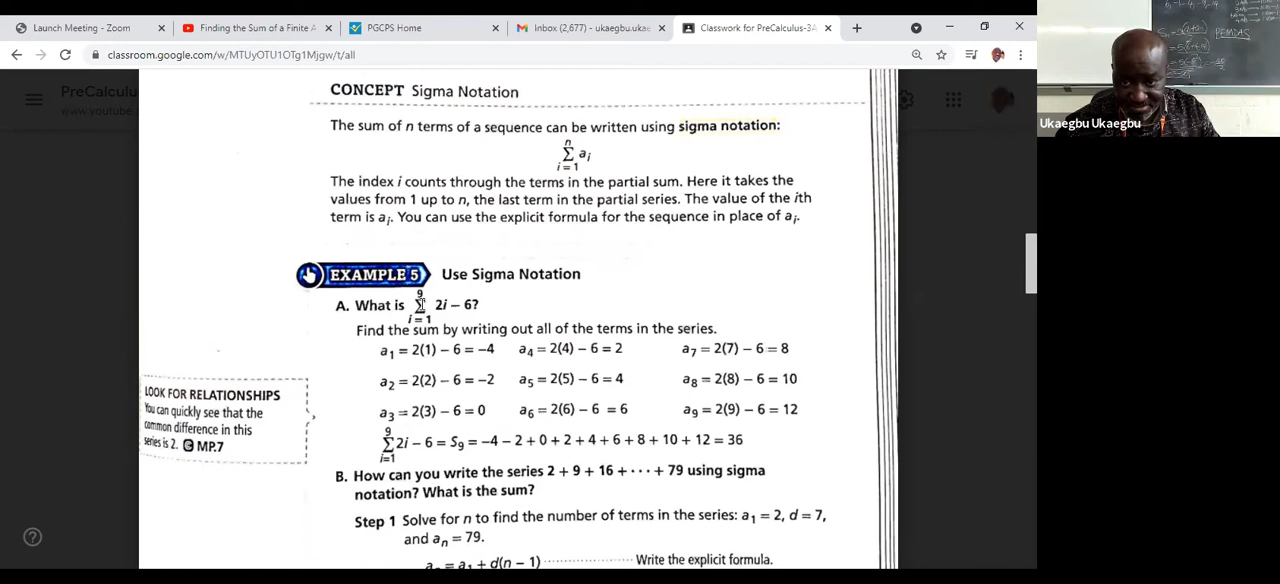 Launch Meeting - Zoom
Finding the Sum of a Finite A
PGCPS Home
Inbox (2,677) - ukaegbu.ukae
Classwork for PreCalculus-3A
classroom.google.com/w/MTUyOTU1OTg1Mjgw/t/all
PreCalculus
www.youtube.
CONCEPT Sigma Notation
The sum of n terms of a sequence can be written using sigma notation:
n
Σ aᵢ
i = 1
The index i counts through the terms in the partial sum. Here it takes the
values from 1 up to n, the last term in the partial series. The value of the ith
term is aᵢ. You can use the explicit formula for the sequence in place of aᵢ.
EXAMPLE 5 Use Sigma Notation
9
A. What is Σ 2i – 6?
i = 1
Find the sum by writing out all of the terms in the series.
a₁ = 2(1) – 6 = –4 a₄ = 2(4) – 6 = 2 a₇ = 2(7) – 6 = 8
a₂ = 2(2) – 6 = –2 a₅ = 2(5) – 6 = 4 a₈ = 2(8) – 6 = 10
a₃ = 2(3) – 6 = 0 a₆ = 2(6) – 6 = 6 a₉ = 2(9) – 6 = 12
9
Σ 2i – 6 = S₉ = –4 – 2 + 0 + 2 + 4 + 6 + 8 + 10 + 12 = 36
i=1
LOOK FOR RELATIONSHIPS
You can quickly see that the
common difference in this
series is 2. MP.7
B. How can you write the series 2 + 9 + 16 + · · · + 79 using sigma
notation? What is the sum?
Step 1 Solve for n to find the number of terms in the series: a₁ = 2, d = 7,
and aₙ = 79.
aₙ = a₁ + d(n – 1) Write the explicit formula.
Ukaegbu Ukaegbu
PEMDAS